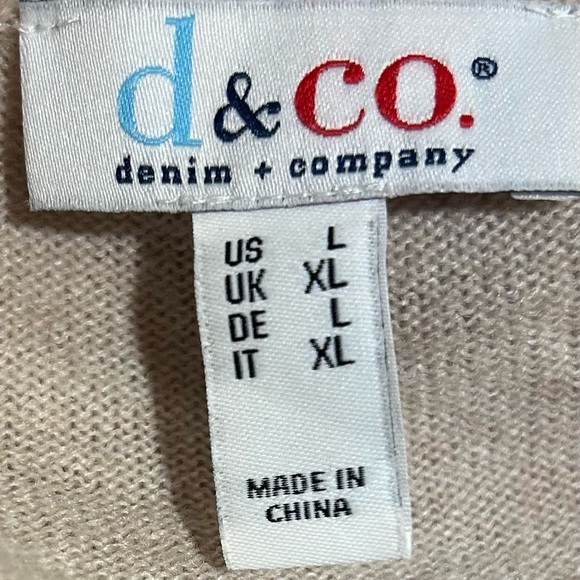 d&co.®
denim + company
US L
UK XL
DE L
IT XL
MADE IN
CHINA